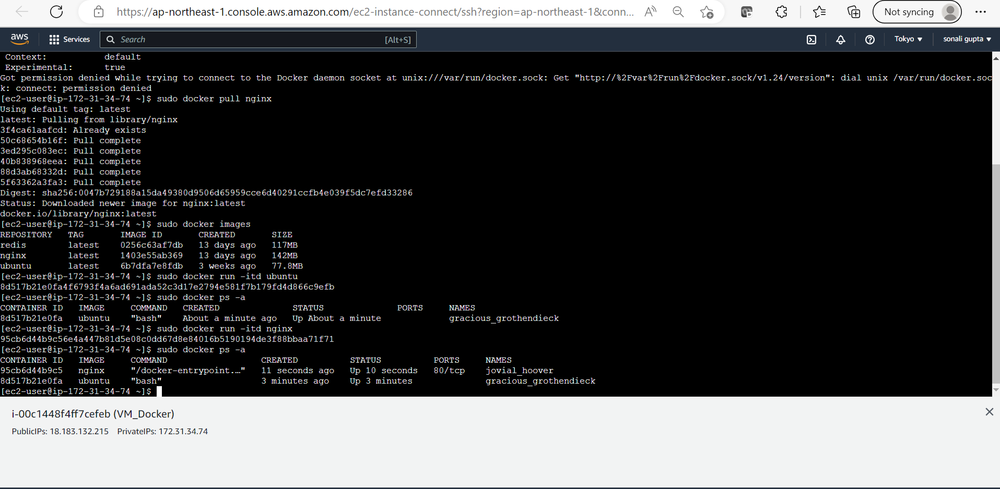 https://ap-northeast-1.console.aws.amazon.com/ec2-instance-connect/ssh?region=ap-northeast-1&conn...
Not syncing
aws
Services
Search
[Alt+S]
Tokyo
sonali gupta
Context:           default
Experimental:      true
Got permission denied while trying to connect to the Docker daemon socket at unix:///var/run/docker.sock: Get "http://%2Fvar%2Frun%2Fdocker.sock/v1.24/version": dial unix /var/run/docker.soc
k: connect: permission denied
[ec2-user@ip-172-31-34-74 ~]$ sudo docker pull nginx
Using default tag: latest
latest: Pulling from library/nginx
3f4ca61aafcd: Already exists
50c68654b16f: Pull complete
3ed295c083ec: Pull complete
40b838968eea: Pull complete
88d3ab68332d: Pull complete
5f63362a3fa3: Pull complete
Digest: sha256:0047b729188a15da49380d9506d65959cce6d40291ccfb4e039f5dc7efd33286
Status: Downloaded newer image for nginx:latest
docker.io/library/nginx:latest
[ec2-user@ip-172-31-34-74 ~]$ sudo docker images
REPOSITORY   TAG       IMAGE ID       CREATED       SIZE
redis        latest    0256c63af7db   13 days ago   117MB
nginx        latest    1403e55ab369   13 days ago   142MB
ubuntu       latest    6b7dfa7e8fdb   3 weeks ago   77.8MB
[ec2-user@ip-172-31-34-74 ~]$ sudo docker run -itd ubuntu
8d517b21e0fa4f6793f4a6ad691ada52c3d17e2794e581f7b179fd4d866c9efb
[ec2-user@ip-172-31-34-74 ~]$ sudo docker ps -a
CONTAINER ID   IMAGE     COMMAND   CREATED              STATUS              PORTS     NAMES
8d517b21e0fa   ubuntu    "bash"    About a minute ago   Up About a minute             gracious_grothendieck
[ec2-user@ip-172-31-34-74 ~]$ sudo docker run -itd nginx
95cb6d44b9c56e4a447b81d5e08c0dd67d8e84016b5190194de3f88bbaa71f71
[ec2-user@ip-172-31-34-74 ~]$ sudo docker ps -a
CONTAINER ID   IMAGE     COMMAND                  CREATED          STATUS          PORTS     NAMES
95cb6d44b9c5   nginx     "/docker-entrypoint.…"   11 seconds ago   Up 10 seconds   80/tcp    jovial_hoover
8d517b21e0fa   ubuntu    "bash"                   3 minutes ago    Up 3 minutes              gracious_grothendieck
[ec2-user@ip-172-31-34-74 ~]$
i-00c1448f4ff7cefeb (VM_Docker)
PublicIPs: 18.183.132.215   PrivateIPs: 172.31.34.74